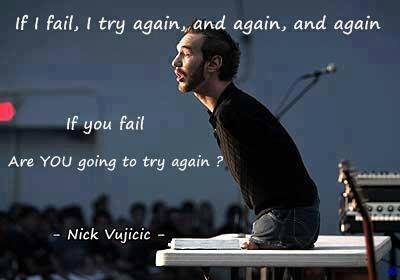 If I fail, I try again, and again, and again
If you fail
Are YOU going to try again ?
- Nick Vujicic -